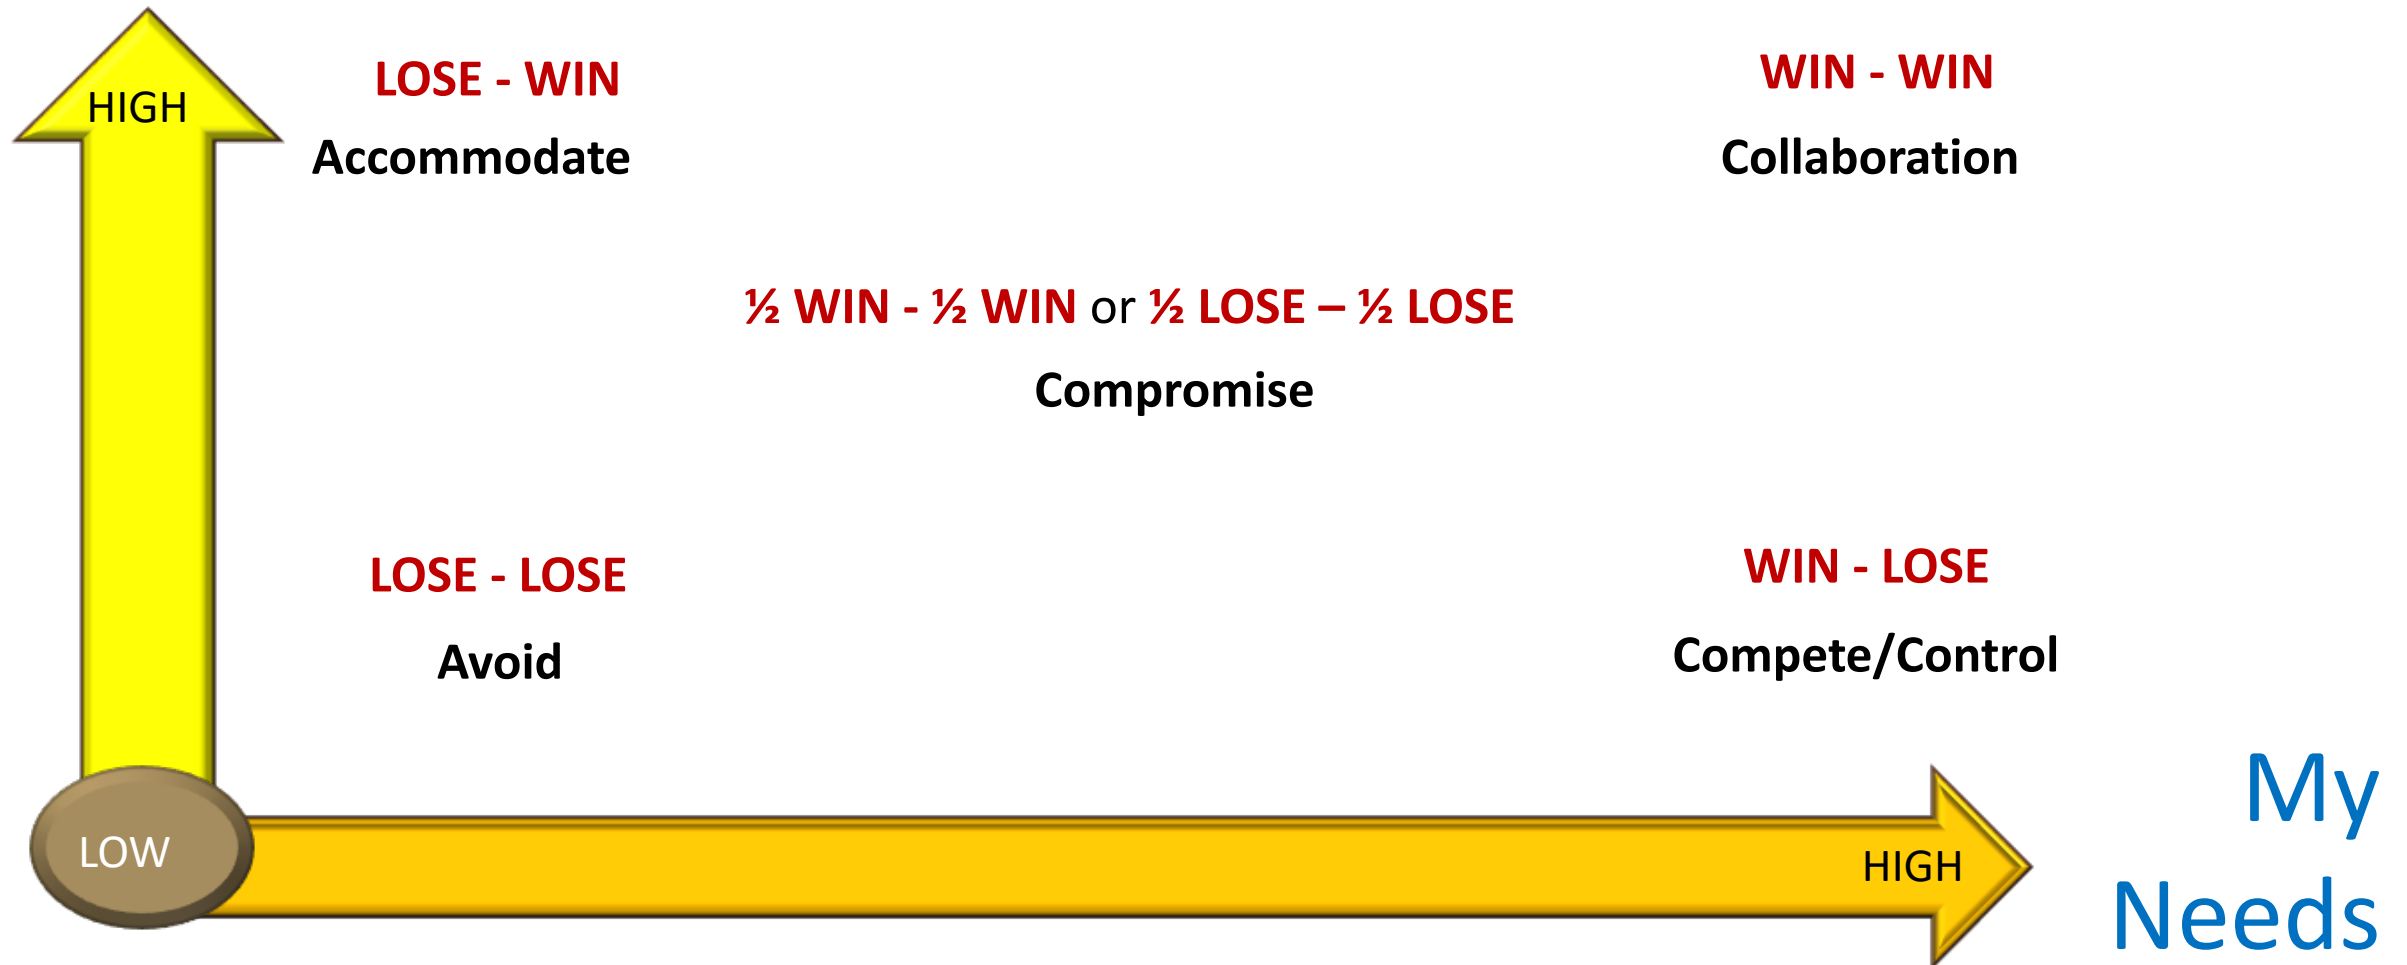 HIGH
LOSE - WIN
Accommodate
WIN - WIN
Collaboration
½ WIN - ½ WIN or ½ LOSE – ½ LOSE
Compromise
LOSE - LOSE
Avoid
WIN - LOSE
Compete/Control
LOW
HIGH
My
Needs